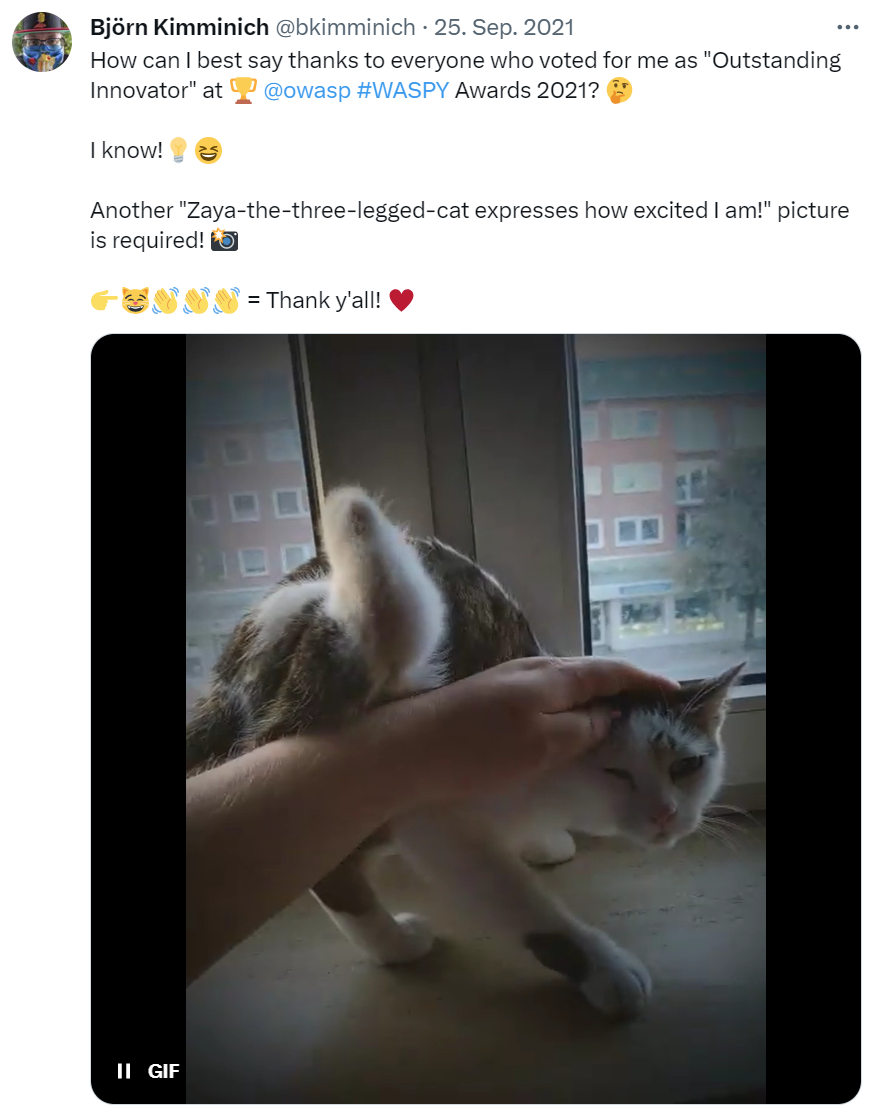 Björn Kimminich @bkimminich · 25. Sep. 2021
How can I best say thanks to everyone who voted for me as "Outstanding
Innovator" at 🏆 @owasp #WASPY Awards 2021? 🤔
I know!💡😆
Another "Zaya-the-three-legged-cat expresses how excited I am!" picture
is required! 📸
👉😸👋👋👋 = Thank y'all! ♥️
GIF